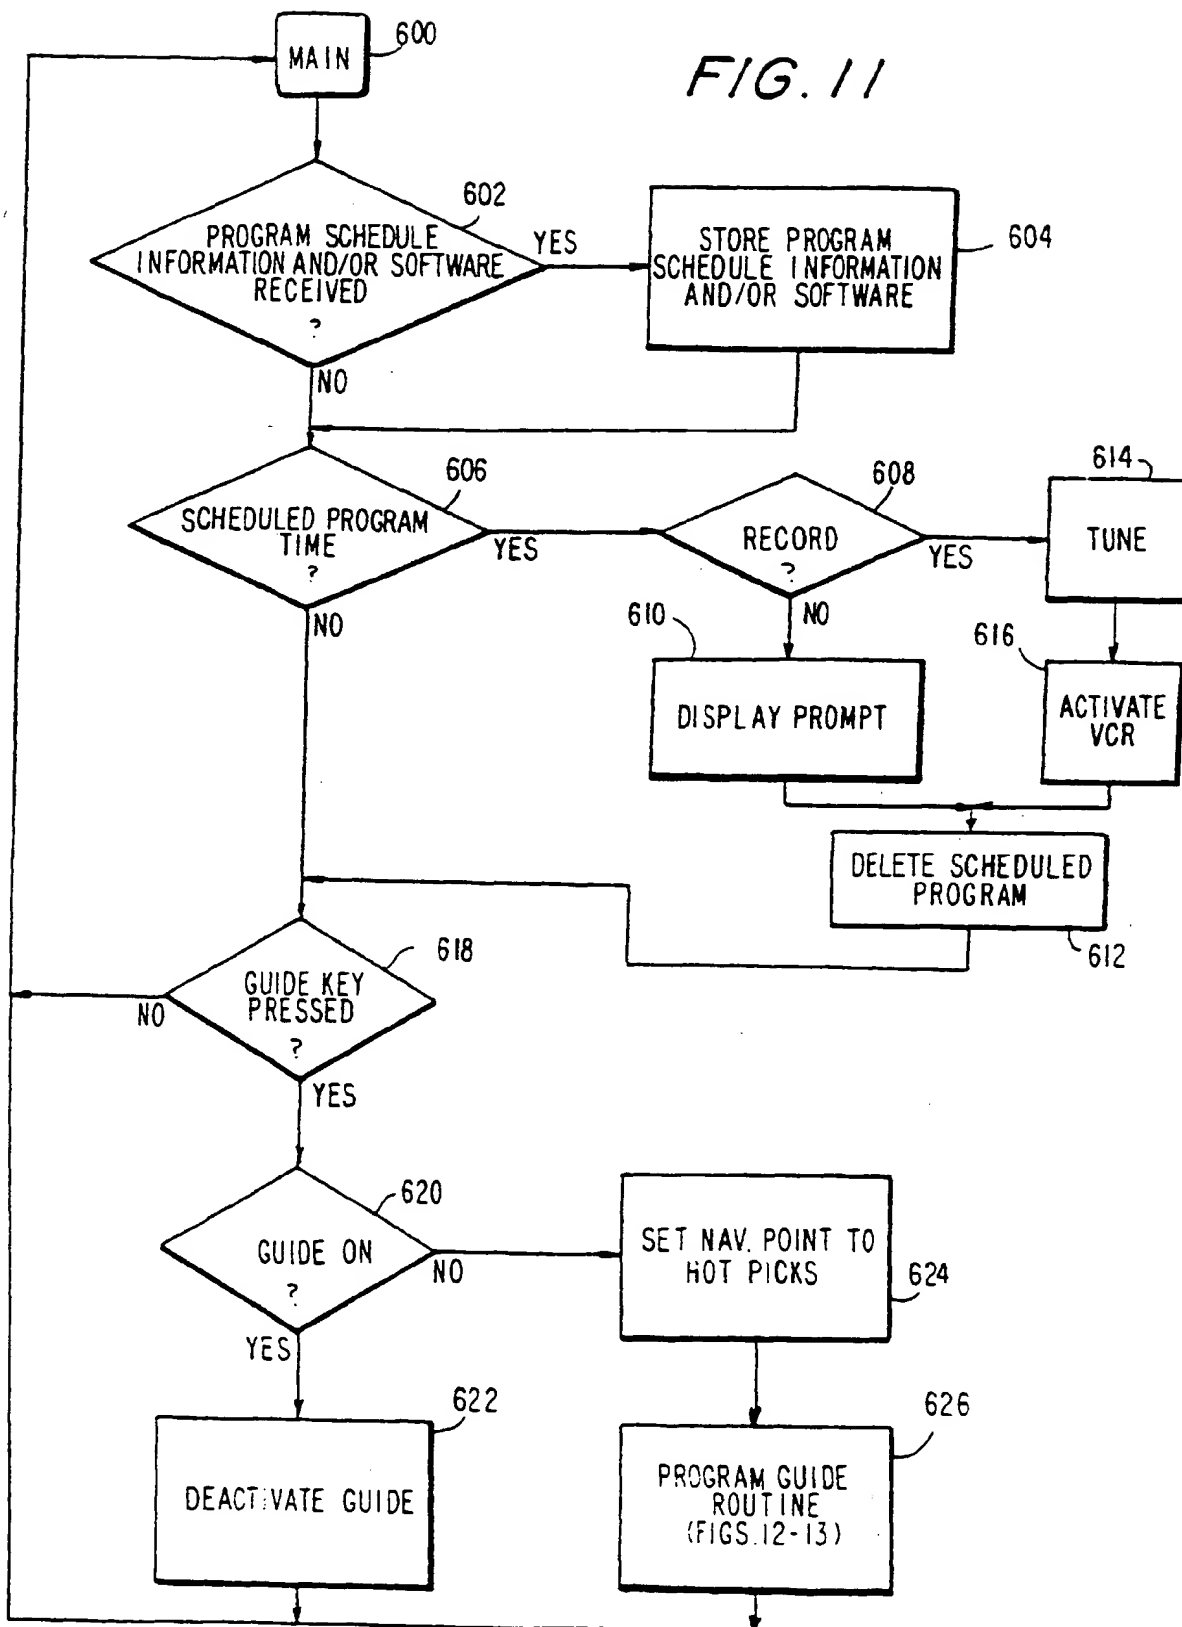 FIG. 11
MAIN
600
602
PROGRAM SCHEDULE
INFORMATION AND/OR SOFTWARE
RECEIVED
?
YES
NO
STORE PROGRAM
SCHEDULE INFORMATION
AND/OR SOFTWARE
604
606
SCHEDULED PROGRAM
TIME
?
YES
NO
608
RECORD
?
YES
NO
614
TUNE
610
DISPLAY PROMPT
616
ACTIVATE
VCR
DELETE SCHEDULED
PROGRAM
612
618
GUIDE KEY
PRESSED
?
NO
YES
620
GUIDE ON
?
NO
YES
SET NAV. POINT TO
HOT PICKS
624
622
DEACTIVATE GUIDE
626
PROGRAM GUIDE
ROUTINE
(FIGS. 12-13)